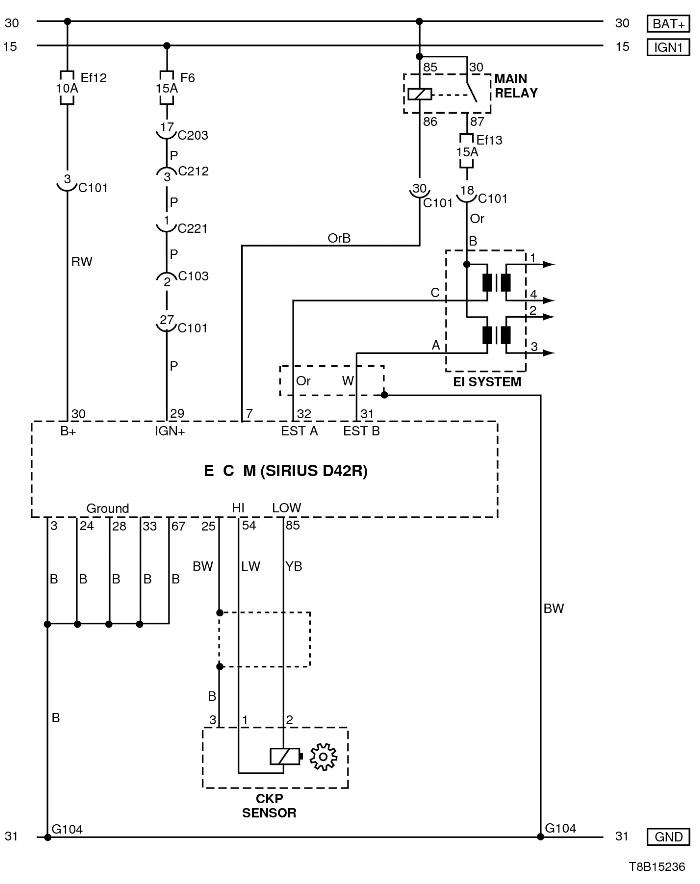 30 30 BAT+
15 15 IGN1
Ef12 F6 85 30 MAIN
10A 15A RELAY
86 87
17 C203 Ef13
P 15A
C212
3
3 C101 30 18
P C101 C101
1 Or
C221
OrB B
P
RW 1
C103
2 C 4
2
27 C101
A 3
P Or W EI SYSTEM
30 29 7 32 31
B+ IGN+ EST A EST B
E C M (SIRIUS D42R)
Ground HI LOW
3 24 28 33 67 25 54 85
BW LW YB
B B B B B
BW
B
B 3 1 2
CKP
SENSOR
31 G104 G104 31 GND
T8B15236